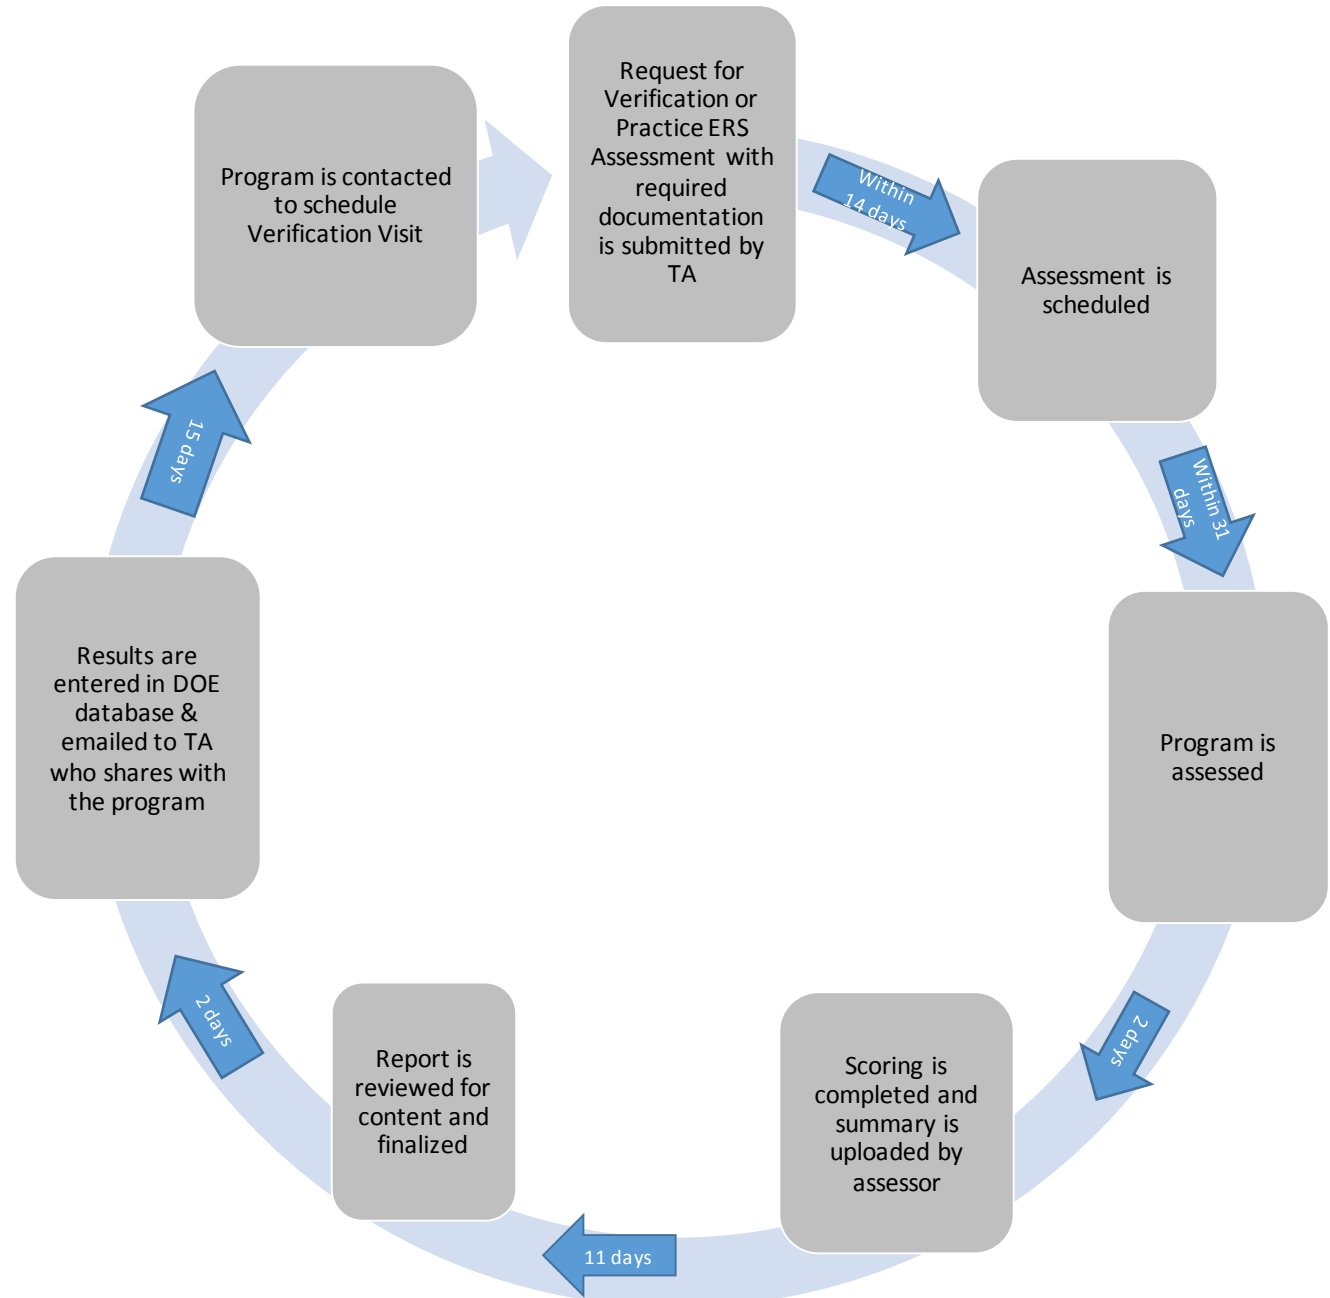 Request for
Verification or
Practice ERS
Assessment with
required
documentation
is submitted by
TA
Within
14 days
Assessment is
scheduled
Within 31
days
Program is
assessed
2 days
Scoring is
completed and
summary is
uploaded by
assessor
11 days
Report is
reviewed for
content and
finalized
2 days
Results are
entered in DOE
database &
emailed to TA
who shares with
the program
15 days
Program is contacted
to schedule
Verification Visit